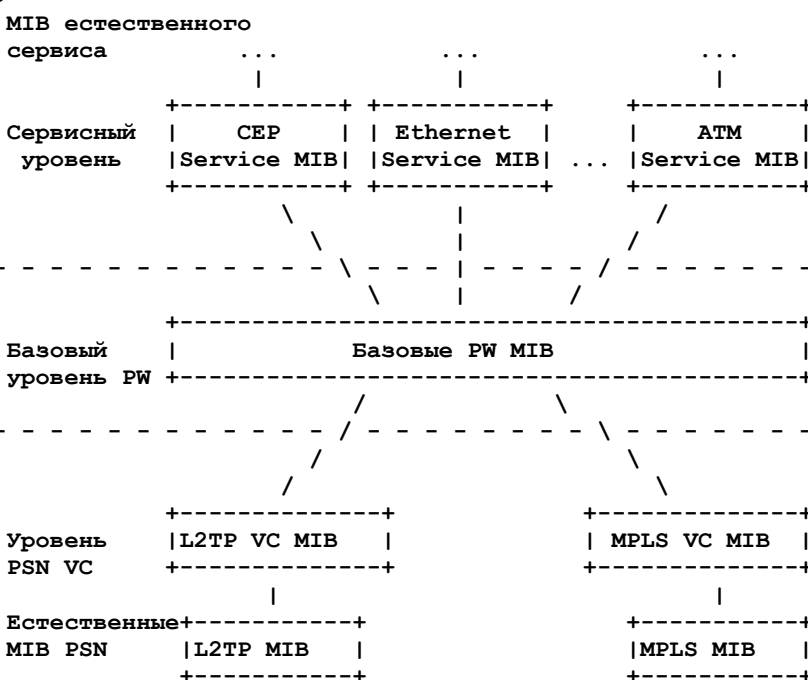 MIB естественного
сервиса ... ... ...
CEP Ethernet ATM
Сервисный
уровень Service MIB Service MIB ... Service MIB
Базовый Базовые PW MIB
уровень PW
Уровень L2TP VC MIB MPLS VC MIB
PSN VC
Естественные
MIB PSN L2TP MIB MPLS MIB